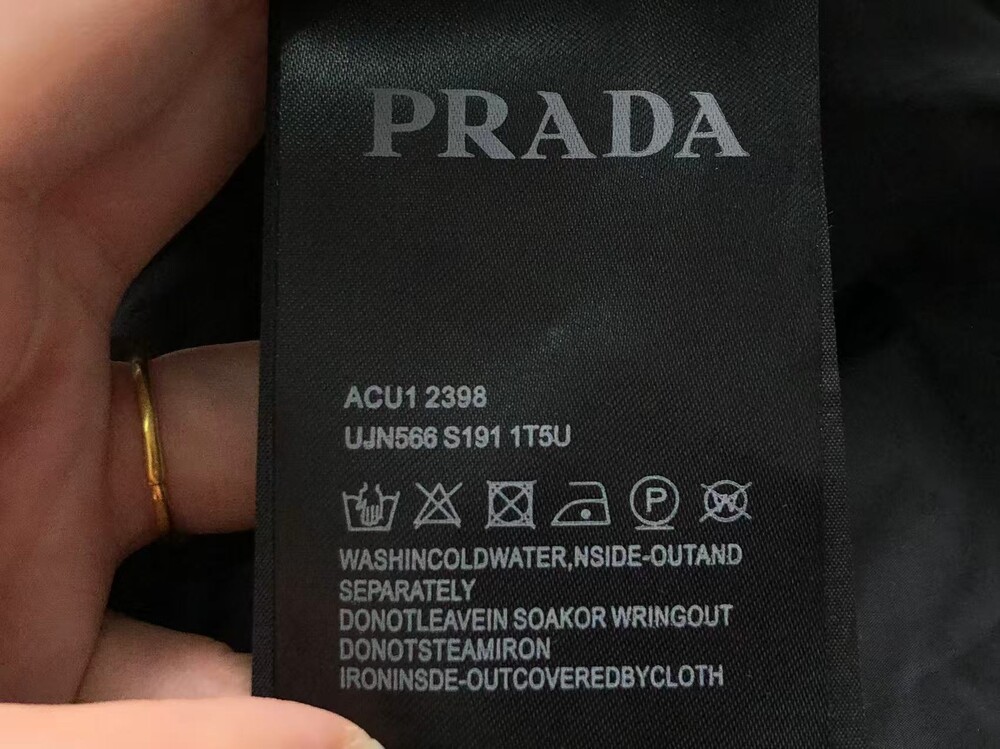 PRADA
ACU1 2398
UJN566 S191 1T5U
P
W
WASHINCOLDWATER,NSIDE-OUTAND
SEPARATELY
DONOTLEAVEIN SOAKOR WRINGOUT
DONOTSTEAMIRON
IRONINSDE-OUTCOVEREDBYCLOTH